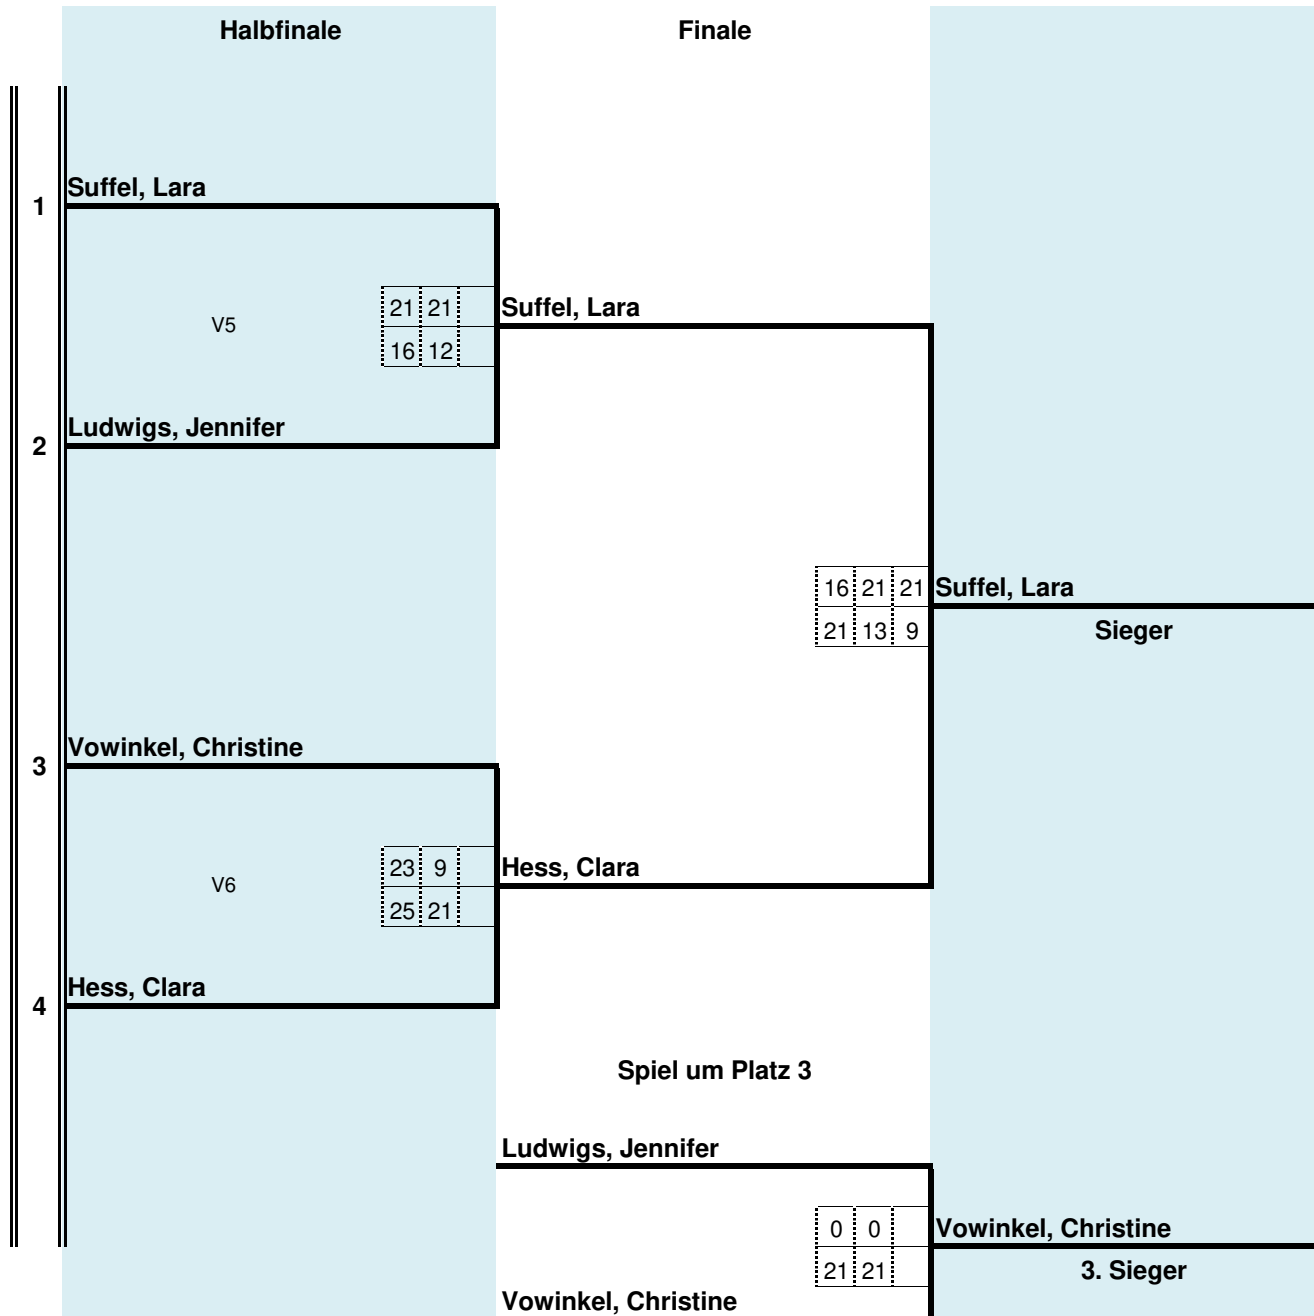 Halbfinale Finale
Suffel, Lara
1
21 21 Suffel, Lara
V5
16 12
Ludwigs, Jennifer
2
16 21 21 Suffel, Lara
21 13 9 Sieger
Vowinkel, Christine
3
23 9 Hess, Clara
V6
25 21
Hess, Clara
4
Spiel um Platz 3
Ludwigs, Jennifer
0 0 Vowinkel, Christine
21 21 3. Sieger
Vowinkel, Christine